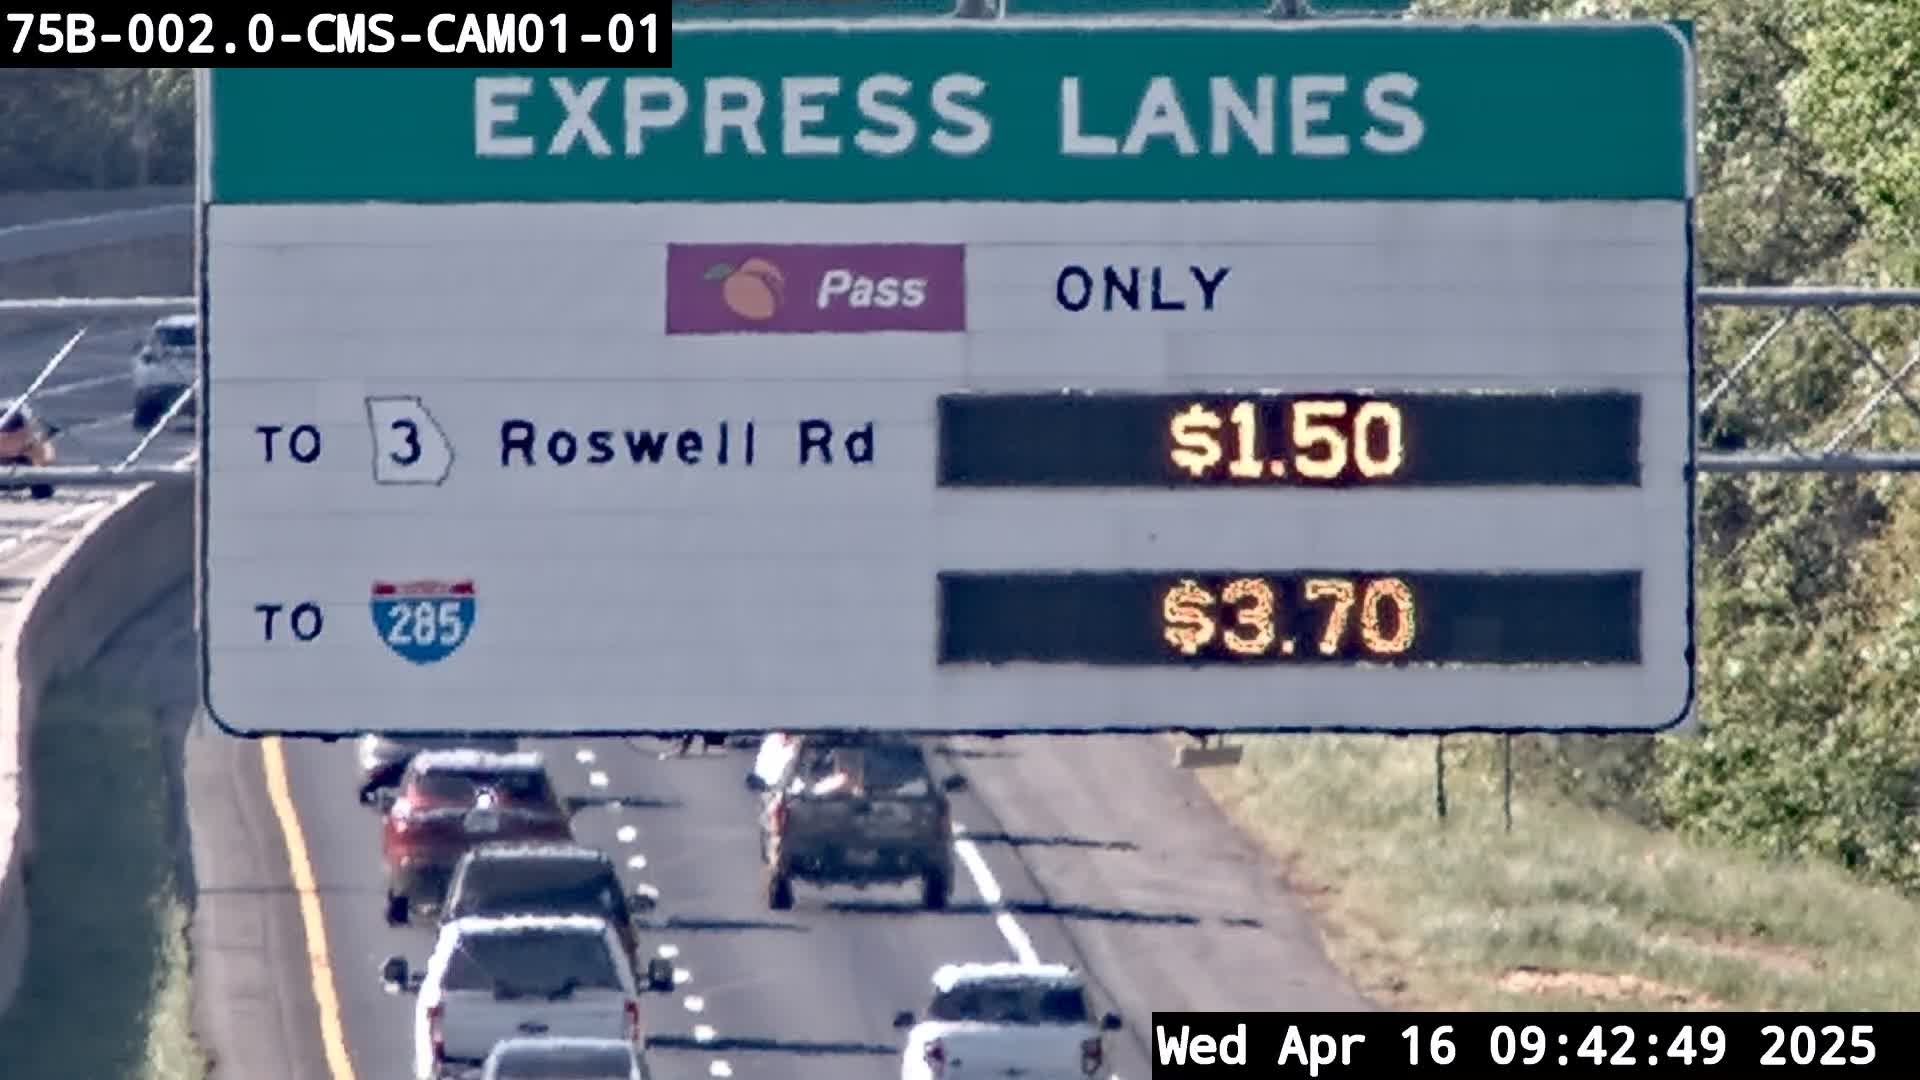 75B-002.0-CMS-CAM01-01
EXPRESS LANES
Pass ONLY
TO 3 Roswell Rd $1.50
TO 285 $3.70
Wed Apr 16 09:42:49 2025